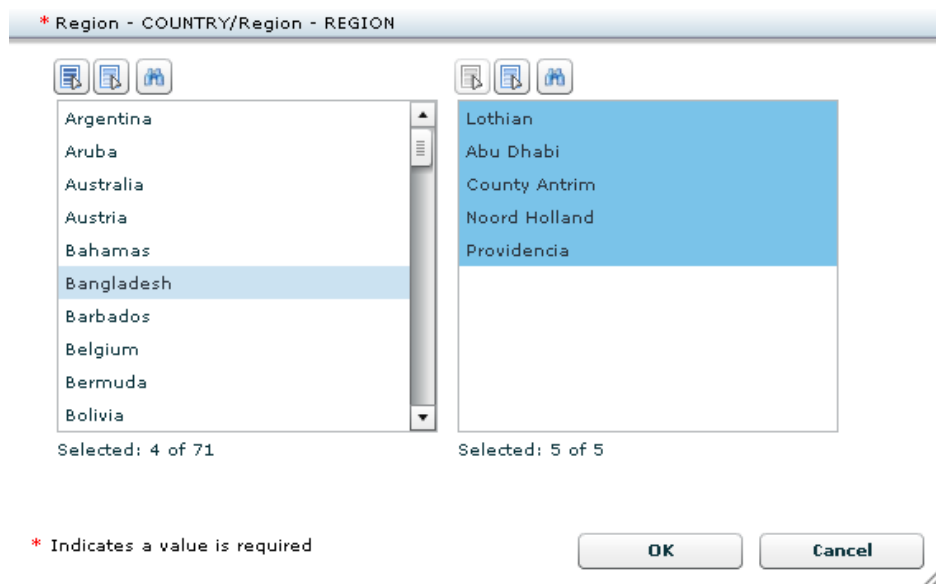 * Region - COUNTRY/Region - REGION
Argentina
Aruba
Australia
Austria
Bahamas
Bangladesh
Barbados
Belgium
Bermuda
Bolivia
Selected: 4 of 71
Lothian
Abu Dhabi
County Antrim
Noord Holland
Providencia
Selected: 5 of 5
* Indicates a value is required
OK
Cancel